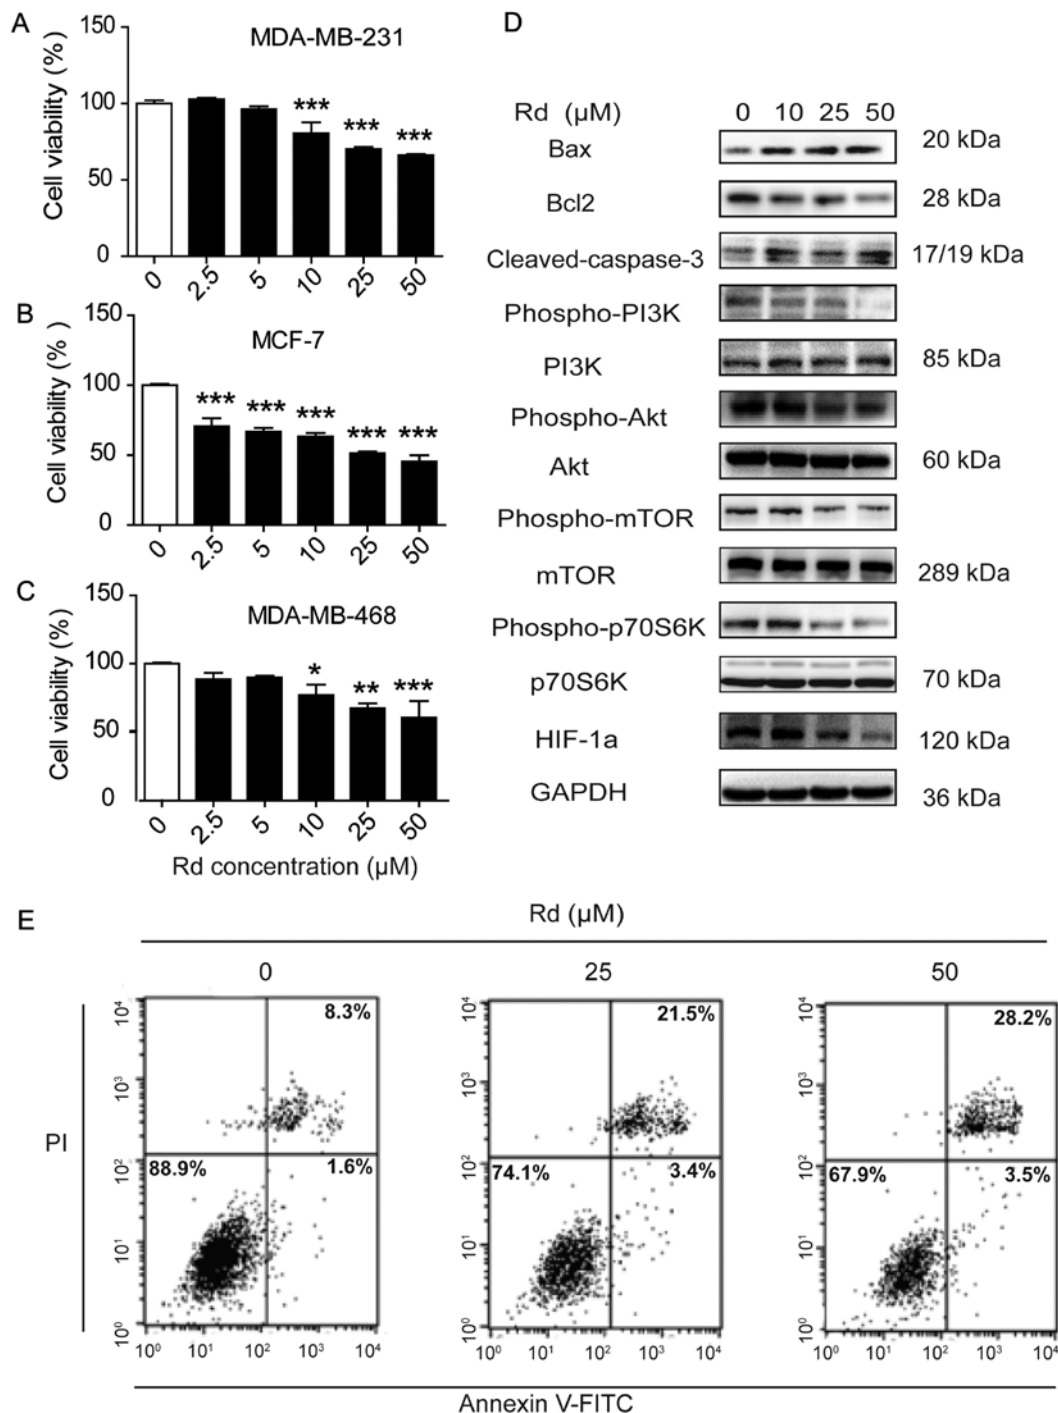 A
150
MDA-MB-231
Cell viability (%)
100
***
***
***
50
0
0 2.5 5 10 25 50
B
150
MCF-7
Cell viability (%)
100
***
***
***
***
***
50
0
0 2.5 5 10 25 50
C
150
MDA-MB-468
Cell viability (%)
100
*
**
***
50
0
0 2.5 5 10 25 50
Rd concentration (μM)
D
Rd (μM) 0 10 25 50
Bax 20 kDa
Bcl2 28 kDa
Cleaved-caspase-3 17/19 kDa
Phospho-PI3K
PI3K 85 kDa
Phospho-Akt
Akt 60 kDa
Phospho-mTOR
mTOR 289 kDa
Phospho-p70S6K
p70S6K 70 kDa
HIF-1a 120 kDa
GAPDH 36 kDa
E
Rd (μM)
0 25 50
PI
10⁴
10³
10²
10¹
10⁰
8.3%
88.9% 1.6%
10⁰ 10¹ 10² 10³ 10⁴
10⁴
10³
10²
10¹
10⁰
21.5%
74.1% 3.4%
10⁰ 10¹ 10² 10³ 10⁴
10⁴
10³
10²
10¹
10⁰
28.2%
67.9% 3.5%
10⁰ 10¹ 10² 10³ 10⁴
Annexin V-FITC